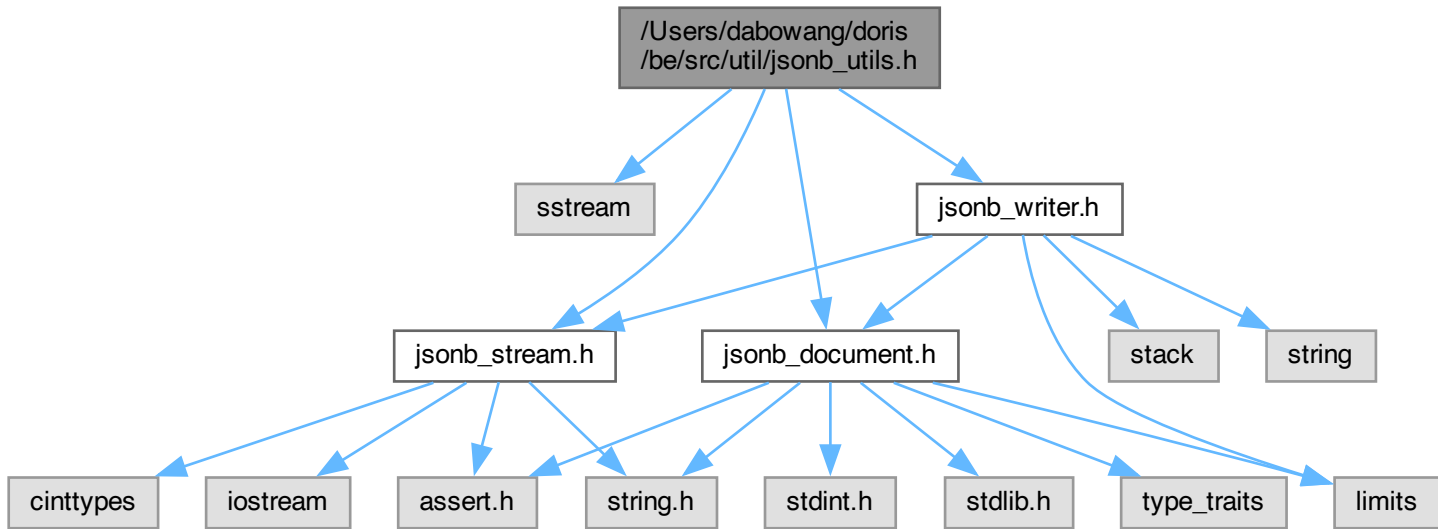 /Users/dabowang/doris
/be/src/util/jsonb_utils.h
sstream
jsonb_writer.h
jsonb_stream.h
jsonb_document.h
stack
string
cinttypes
iostream
assert.h
string.h
stdint.h
stdlib.h
type_traits
limits